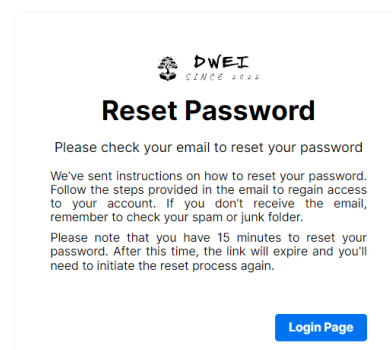 DWEI
SINCE 2022
Reset Password
Please check your email to reset your password
We've sent instructions on how to reset your password.
Follow the steps provided in the email to regain access
to your account. If you don't receive the email,
remember to check your spam or junk folder.
Please note that you have 15 minutes to reset your
password. After this time, the link will expire and you'll
need to initiate the reset process again.
Login Page